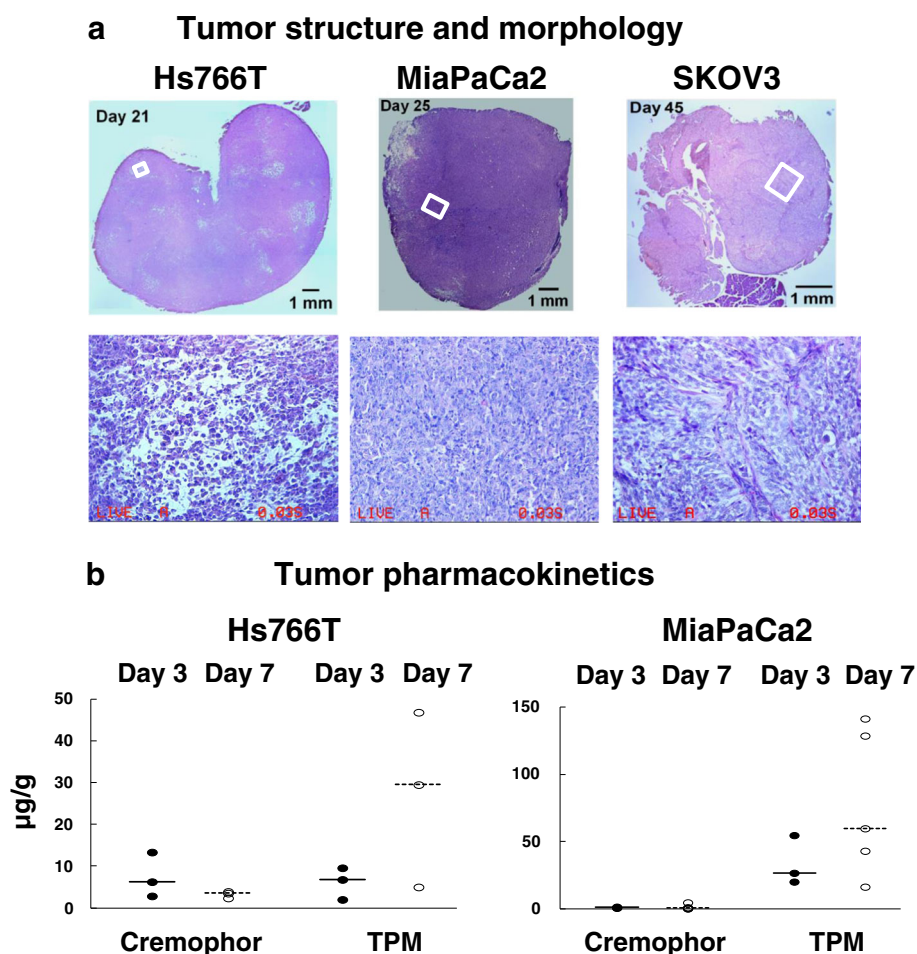 a Tumor structure and morphology
Hs766T MiaPaCa2 SKOV3
Day 21 Day 25 Day 45
1 mm 1 mm 1 mm
LIVE A 0.03S LIVE A 0.03S LIVE A 0.03S
b Tumor pharmacokinetics
Hs766T MiaPaCa2
Day 3 Day 7 Day 3 Day 7 Day 3 Day 7 Day 3 Day 7
50 150
40
30 100
20 50
10
0 0
µg/g
Cremophor TPM Cremophor TPM